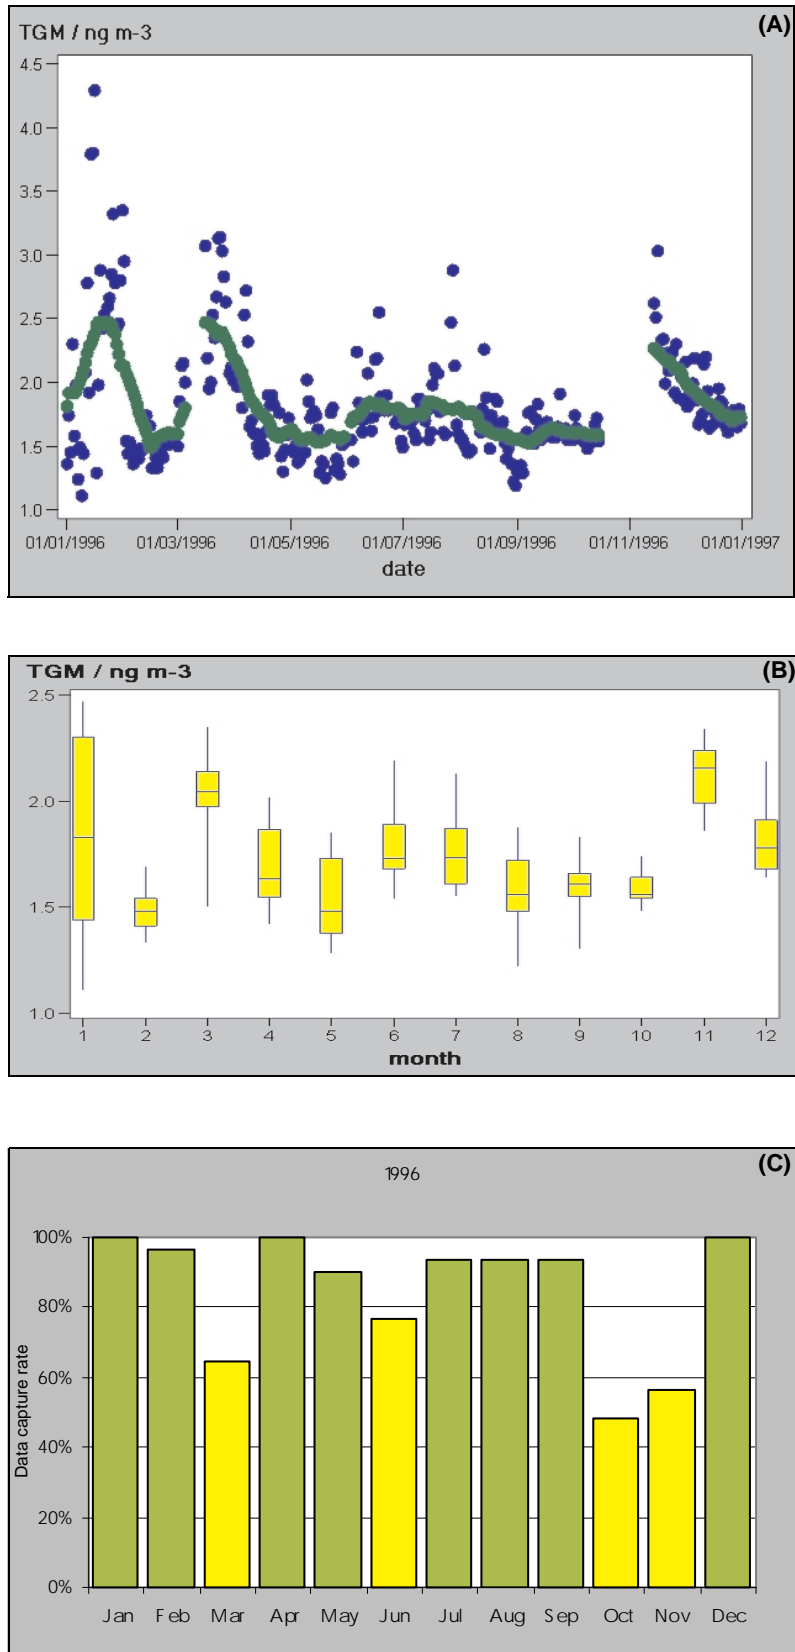 TGM / ng m-3
(A)
4.5
4.0
3.5
3.0
2.5
2.0
1.5
1.0
01/01/1996 01/03/1996 01/05/1996 01/07/1996 01/09/1996 01/11/1996 01/01/1997
date
TGM / ng m-3
(B)
2.5
2.0
1.5
1.0
1 2 3 4 5 6 7 8 9 10 11 12
month
(C)
1996
Data capture rate
100%
80%
60%
40%
20%
0%
Jan Feb Mar Apr May Jun Jul Aug Sep Oct Nov Dec